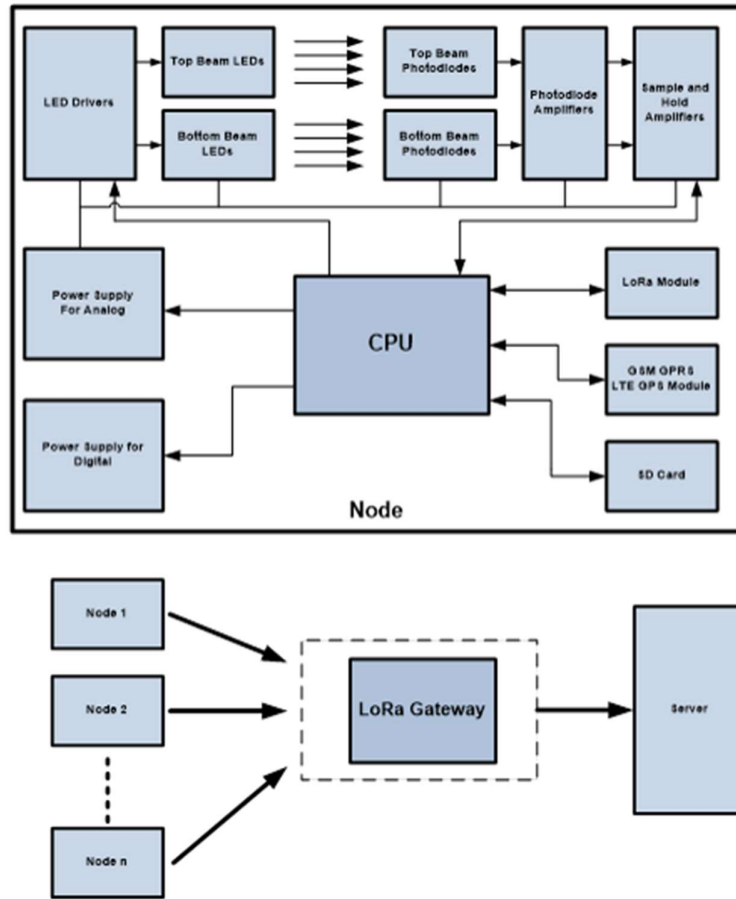 LED Drivers
Top Beam LEDs
Top Beam
Photodiodes
Photodiode
Amplifiers
Sample and
Hold
Amplifiers
Bottom Beam
LEDs
Bottom Beam
Photodiodes
Power Supply
For Analog
CPU
LoRa Module
GSM GPRS
LTE GPS Module
Power Supply for
Digital
SD Card
Node
Node 1
Node 2
LoRa Gateway
Server
Node n